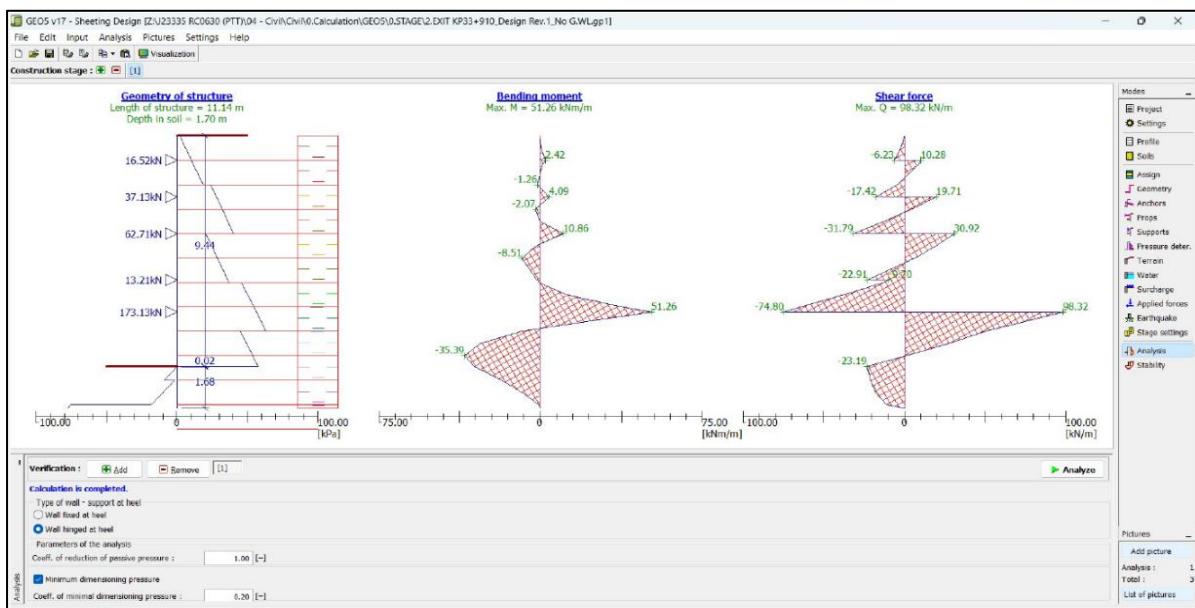 GEO5 v17 - Sheeting Design [Z:\J23335 RC0630 (PTT)\04 - Civil\Civil\0.Calculation\GEO5\0.STAGE\2.EXIT KP33+910_Design Rev.1_No G.WL.gp1]
File Edit Input Analysis Pictures Settings Help
Visualization
Construction stage : [1]
Geometry of structure
Length of structure = 11.14 m
Depth in soil = 1.70 m
16.52kN
37.13kN
62.71kN
9.44
13.21kN
173.13kN
0.02
1.68
-100.00 0 100.00
[kPa]
Bending moment
Max. M = 51.26 kNm/m
2.42
-1.26
4.09
-2.07
10.86
-8.51
51.26
-35.39
-75.00 0 75.00
[kNm/m]
Shear force
Max. Q = 98.32 kN/m
-6.23 10.28
-17.42 19.71
-31.79 30.92
-22.91
-74.80 98.32
-23.19
-100.00 0 100.00
[kN/m]
Modes
Project
Settings
Profile
Soils
Assign
Geometry
Anchors
Props
Supports
Pressure deter.
Terrain
Water
Surcharge
Applied forces
Earthquake
Stage settings
Analysis
Stability
Verification : Add Remove [1] Analyze
Calculation is completed.
Type of wall - support at heel
Wall fixed at heel
Wall hinged at heel
Parameters of the analysis
Coeff. of reduction of passive pressure : 1.00 [-]
Minimum dimensioning pressure
Coeff. of minimal dimensioning pressure : 0.20 [-]
Analysis
Pictures
Add picture
Analysis : 1
Total : 3
List of pictures